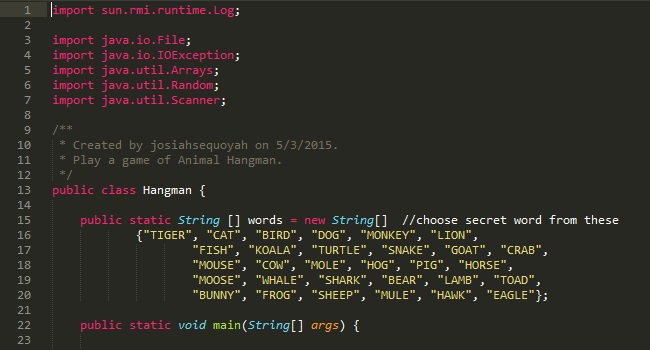 1 import sun.rmi.runtime.Log;
2
3 import java.io.File;
4 import java.io.IOException;
5 import java.util.Arrays;
6 import java.util.Random;
7 import java.util.Scanner;
8
9 /**
10 * Created by josiahsequoyah on 5/3/2015.
11 * Play a game of Animal Hangman.
12 */
13 public class Hangman {
14
15 public static String [] words = new String[] //choose secret word from these
16 {"TIGER", "CAT", "BIRD", "DOG", "MONKEY", "LION",
17 "FISH", "KOALA", "TURTLE", "SNAKE", "GOAT", "CRAB",
18 "MOUSE", "COW", "MOLE", "HOG", "PIG", "HORSE",
19 "MOOSE", "WHALE", "SHARK", "BEAR", "LAMB", "TOAD",
20 "BUNNY", "FROG", "SHEEP", "MULE", "HAWK", "EAGLE"};
21
22 public static void main(String[] args) {
23